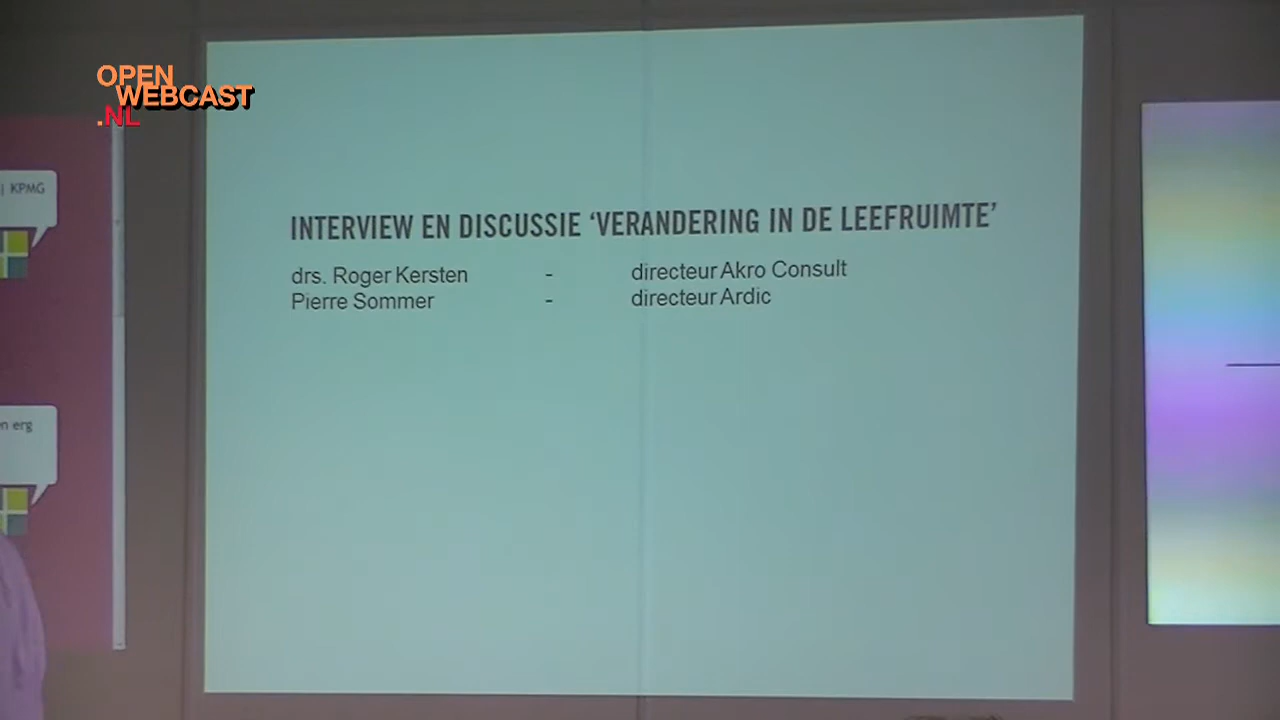 OPEN
WEBCAST
.NL
KPMG
erg
INTERVIEW EN DISCUSSIE ‘VERANDERING IN DE LEEFRUIMTE’
drs. Roger Kersten - directeur Akro Consult
Pierre Sommer - directeur Ardic